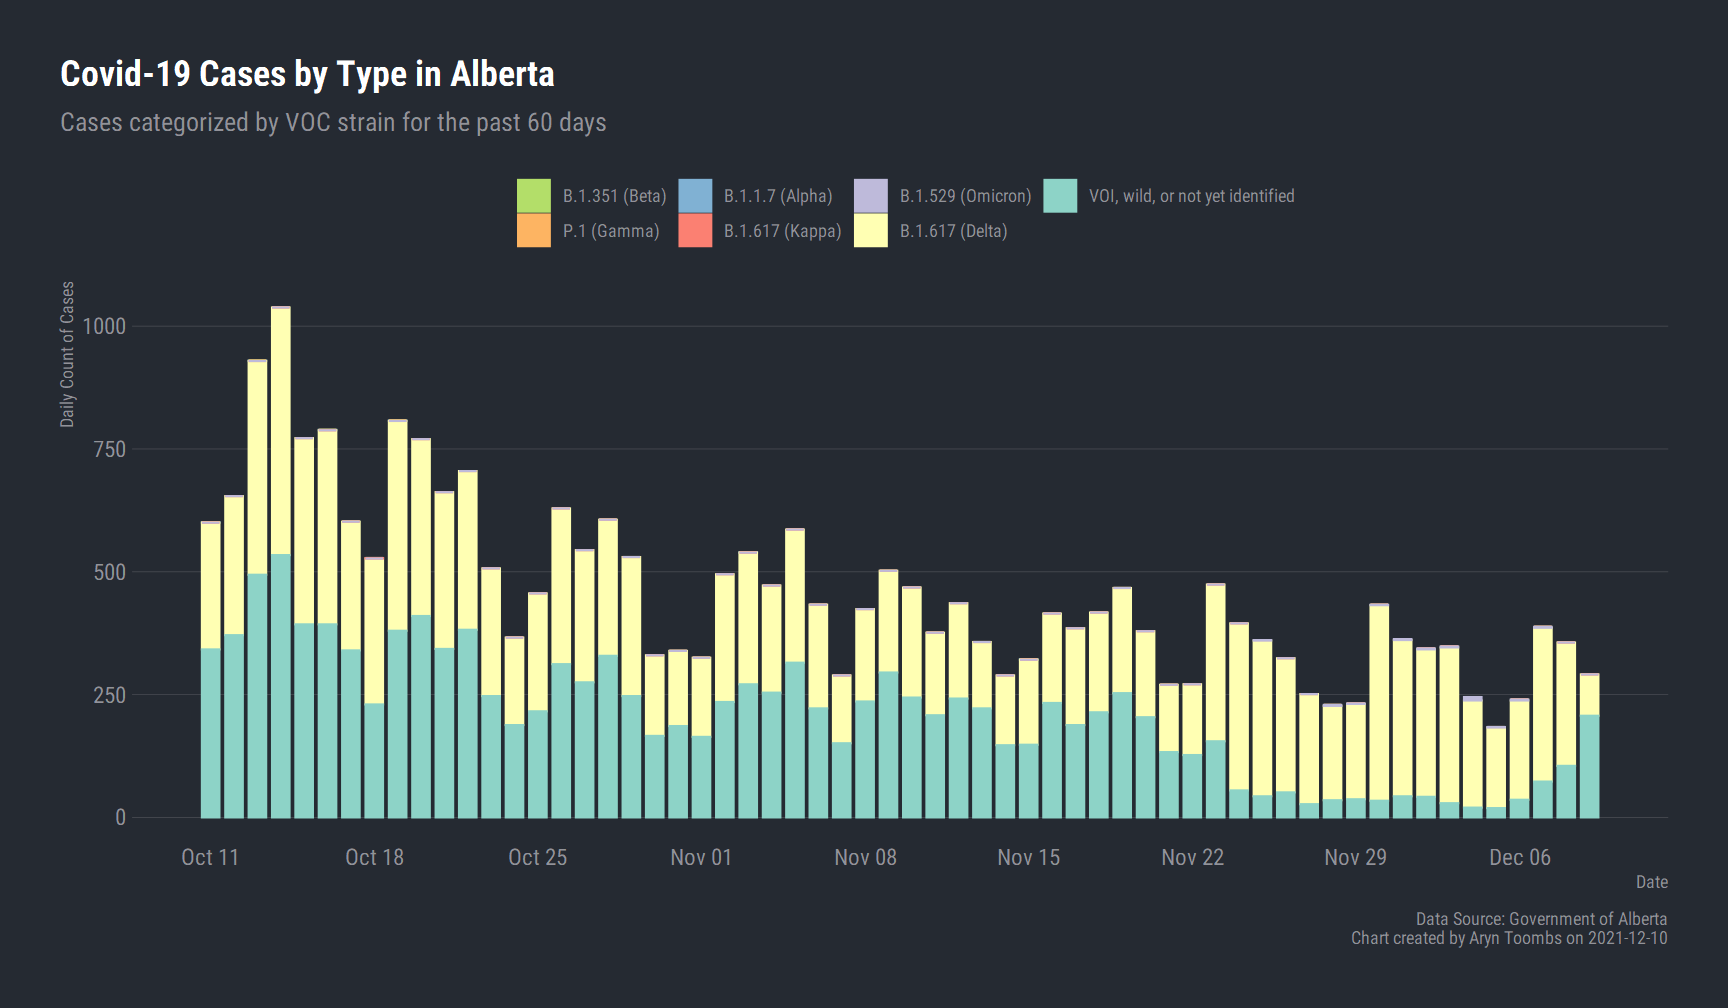 Covid-19 Cases by Type in Alberta
Cases categorized by VOC strain for the past 60 days
B.1.351 (Beta) B.1.1.7 (Alpha) B.1.529 (Omicron) VOI, wild, or not yet identified
P.1 (Gamma) B.1.617 (Kappa) B.1.617 (Delta)
Daily Count of Cases
1000
750
500
250
0
Oct 11 Oct 18 Oct 25 Nov 01 Nov 08 Nov 15 Nov 22 Nov 29 Dec 06
Date
Data Source: Government of Alberta
Chart created by Aryn Toombs on 2021-12-10